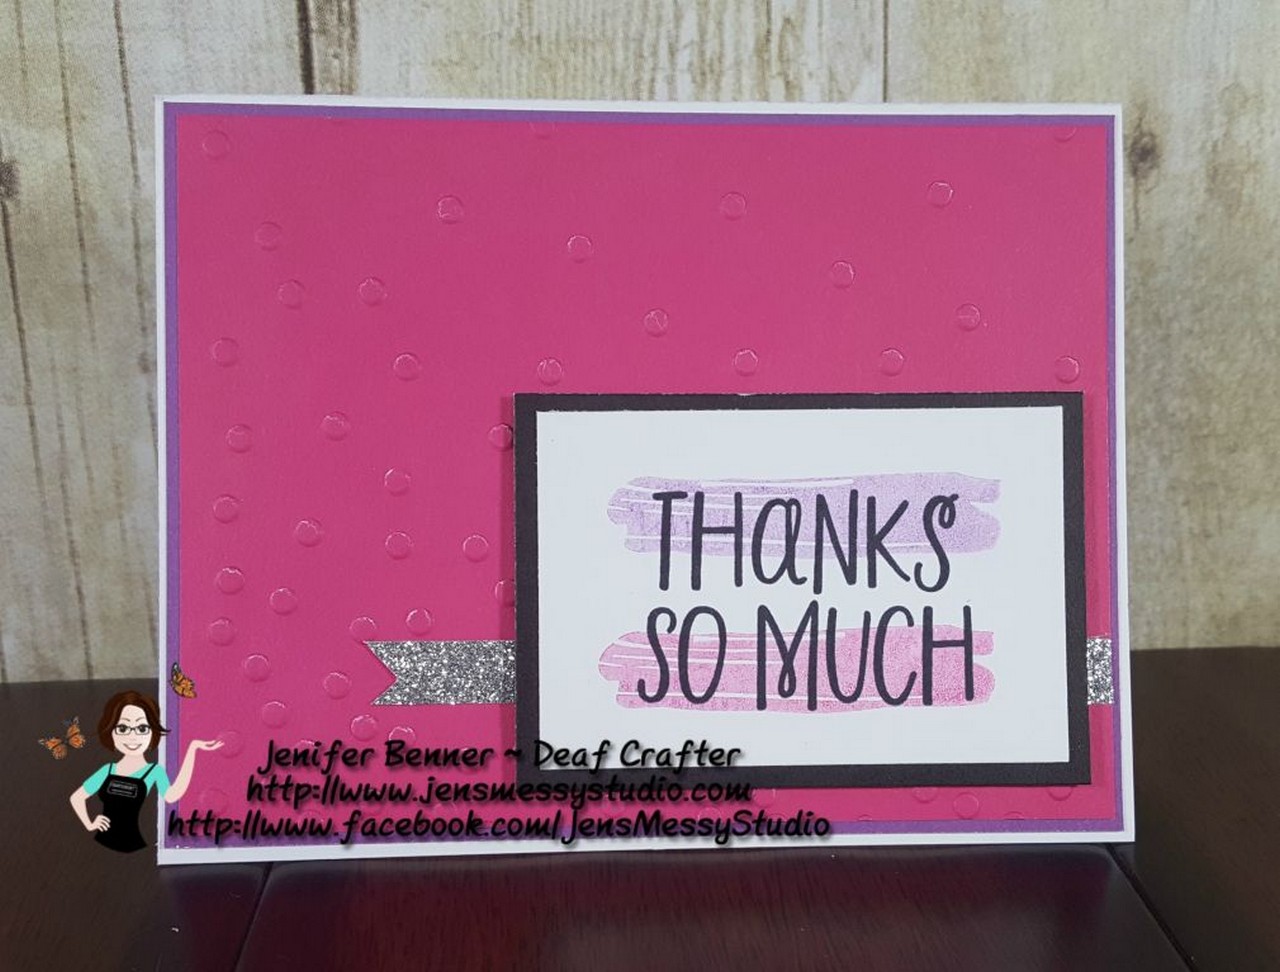 THANKS
SO MUCH
Jenifer Benner ~ Deaf Crafter
http://www.jensmessystudio.com
http://www.facebook.com/JensMessyStudio